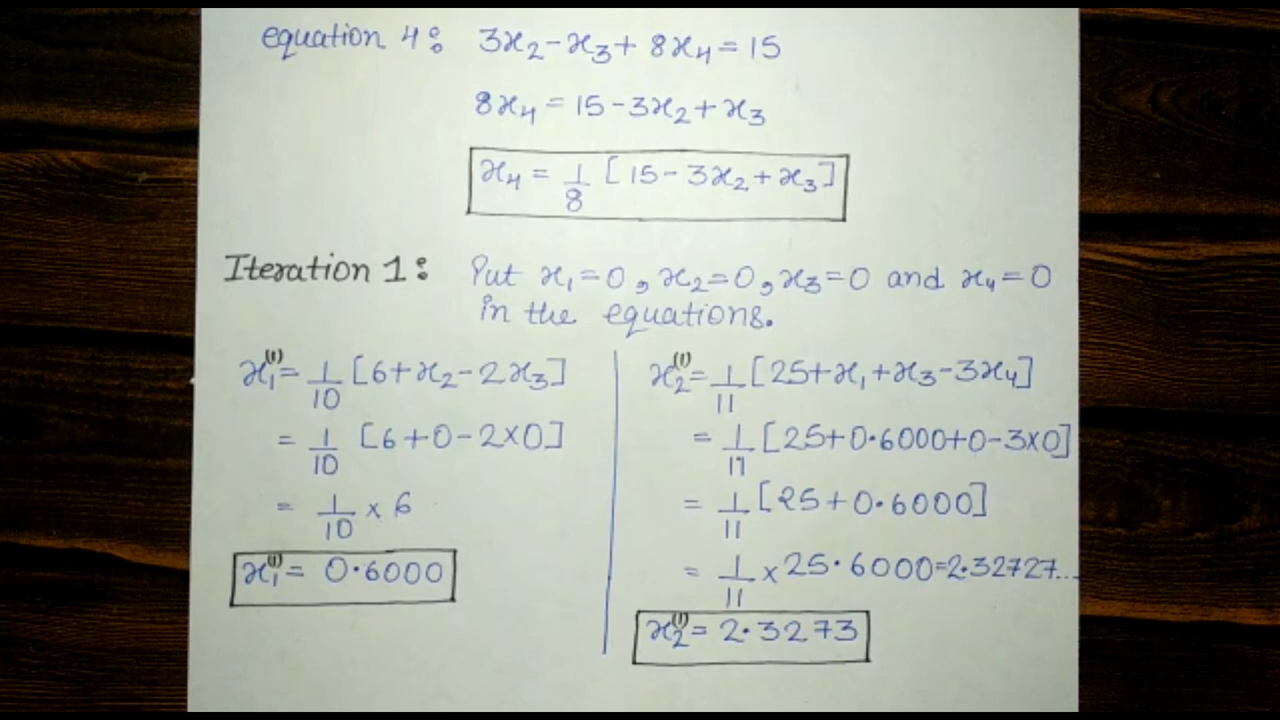 equation 4: 3x₂ - x₃ + 8x₄ = 15
8x₄ = 15 - 3x₂ + x₃
x₄ = 1/8 [15 - 3x₂ + x₃]
Iteration 1: Put x₁ = 0, x₂ = 0, x₃ = 0 and x₄ = 0
in the equations.
x₁⁽¹⁾ = 1/10 [6 + x₂ - 2x₃]
= 1/10 [6 + 0 - 2×0]
= 1/10 × 6
x₁⁽¹⁾ = 0.6000
x₂⁽¹⁾ = 1/11 [25 + x₁ + x₃ - 3x₄]
= 1/11 [25 + 0.6000 + 0 - 3×0]
= 1/11 [25 + 0.6000]
= 1/11 × 25.6000 = 2.32727...
x₂⁽¹⁾ = 2.3273